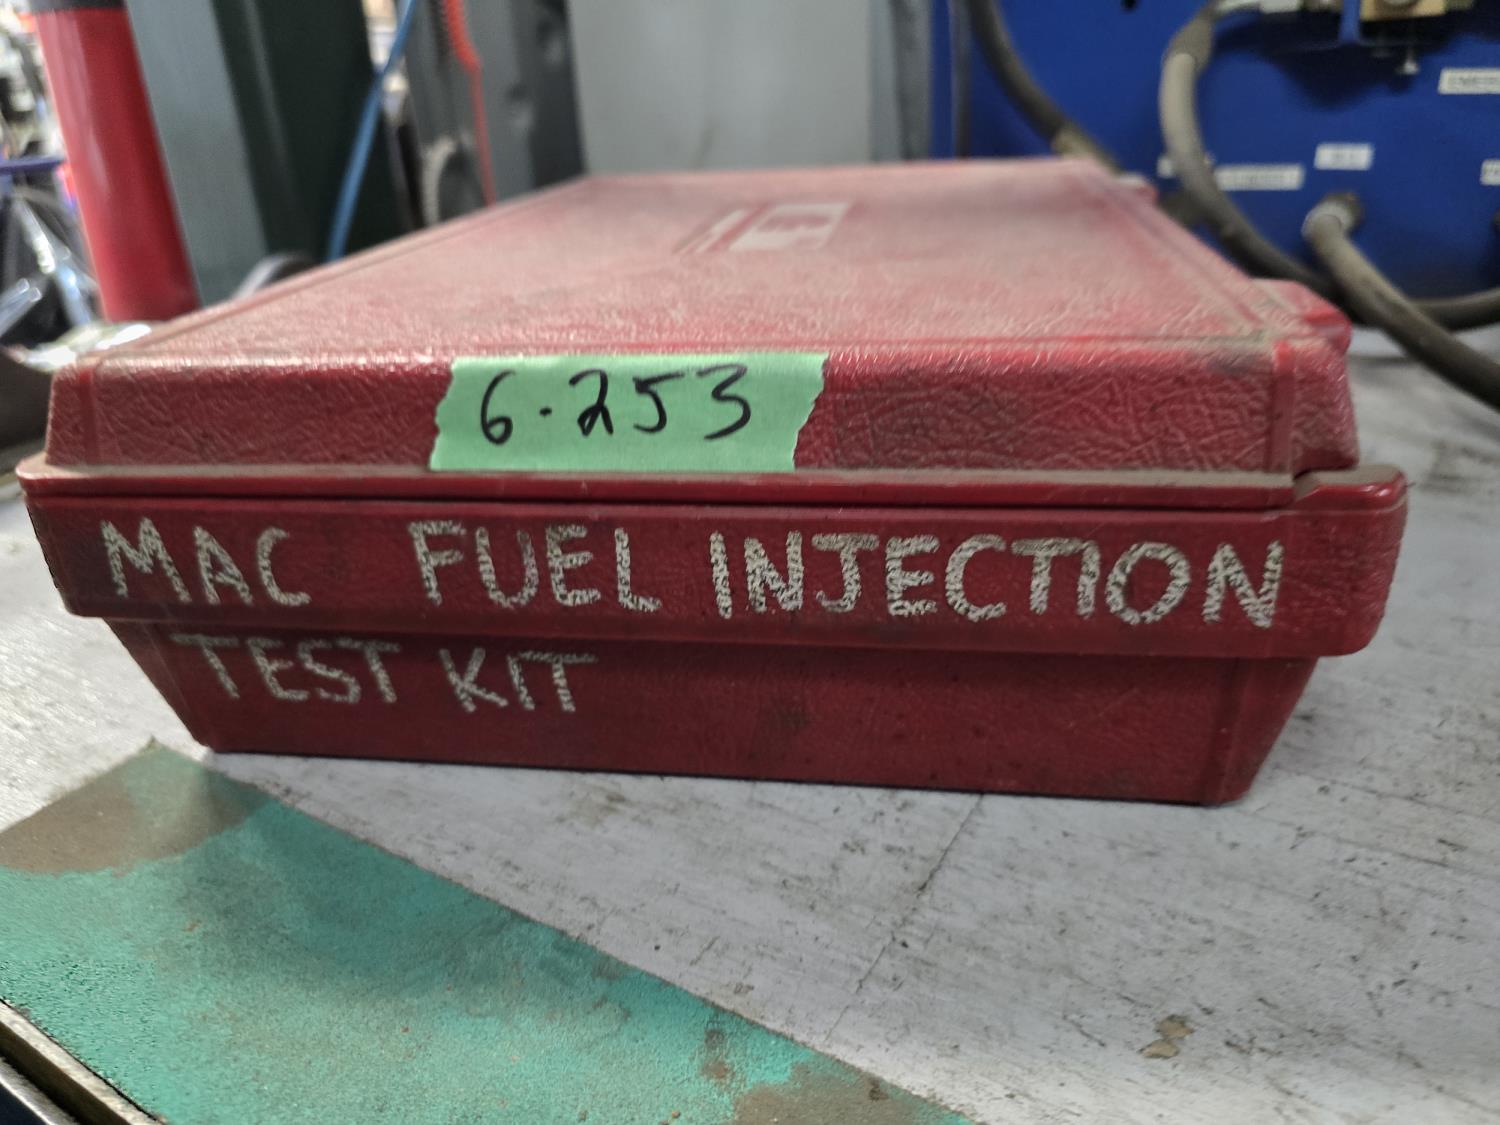 6-253
MAC FUEL INJECTION
TEST KIT